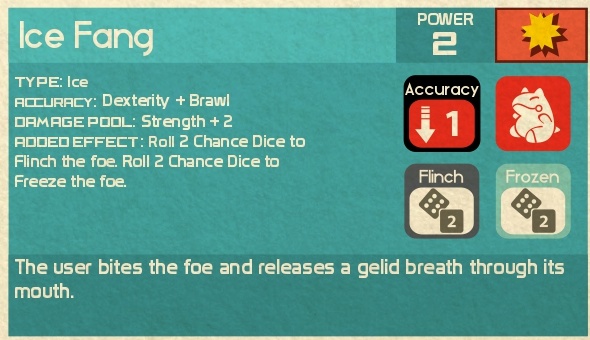 Ice Fang
POWER
2
TYPE: Ice
ACCURACY: Dexterity + Brawl
DAMAGE POOL: Strength + 2
ADDED EFFECT: Roll 2 Chance Dice to
Flinch the foe. Roll 2 Chance Dice to
Freeze the foe.
Accuracy
1
Flinch
2
Frozen
2
The user bites the foe and releases a gelid breath through its
mouth.